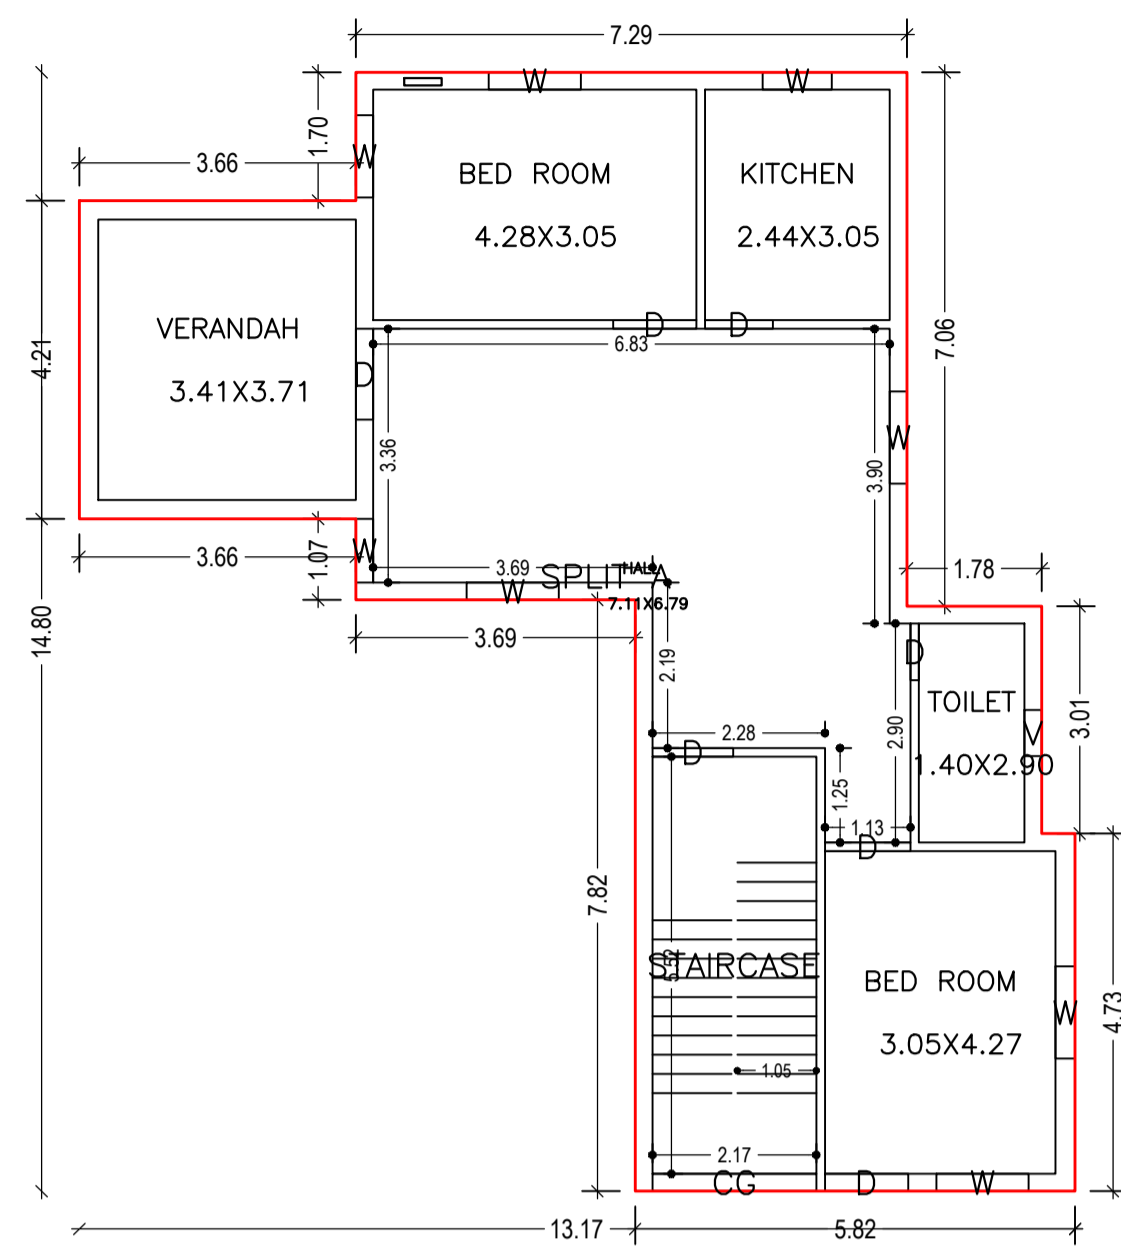 7.29
W
W
1.70
3.66
W
BED ROOM
4.28X3.05
KITCHEN
2.44X3.05
VERANDAH
3.41X3.71
4.21
D
D
6.83
7.06
D
3.36
3.90
W
3.66
1.07
W
3.69
SPLIT A
HALL
7.11X6.79
W
1.78
14.80
3.69
2.19
D
TOILET
1.40X2.90
V
3.01
2.28
D
2.90
1.25
1.13
D
7.82
STAIRCASE
5.52
BED ROOM
3.05X4.27
W
4.73
1.05
2.17
CG
D
W
13.17
5.82